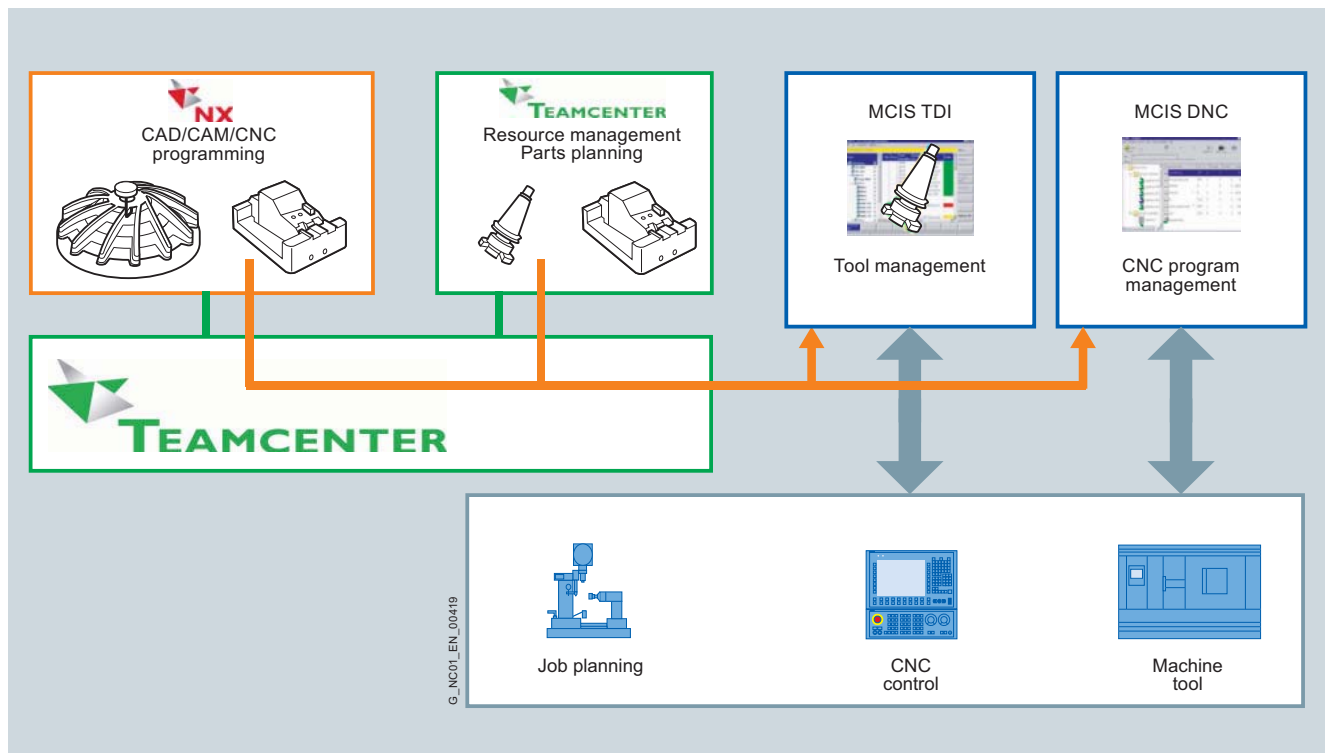 NX
CAD/CAM/CNC
programming
TEAMCENTER
Resource management
Parts planning
MCIS TDI
Tool management
MCIS DNC
CNC program
management
TEAMCENTER
G_NC01_EN_00419
Job planning
CNC
control
Machine
tool